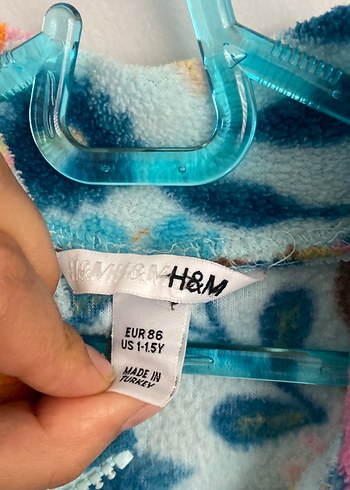 H&M H&M H&M
EUR 86
US 1-1.5Y
MADE IN
TURKEY